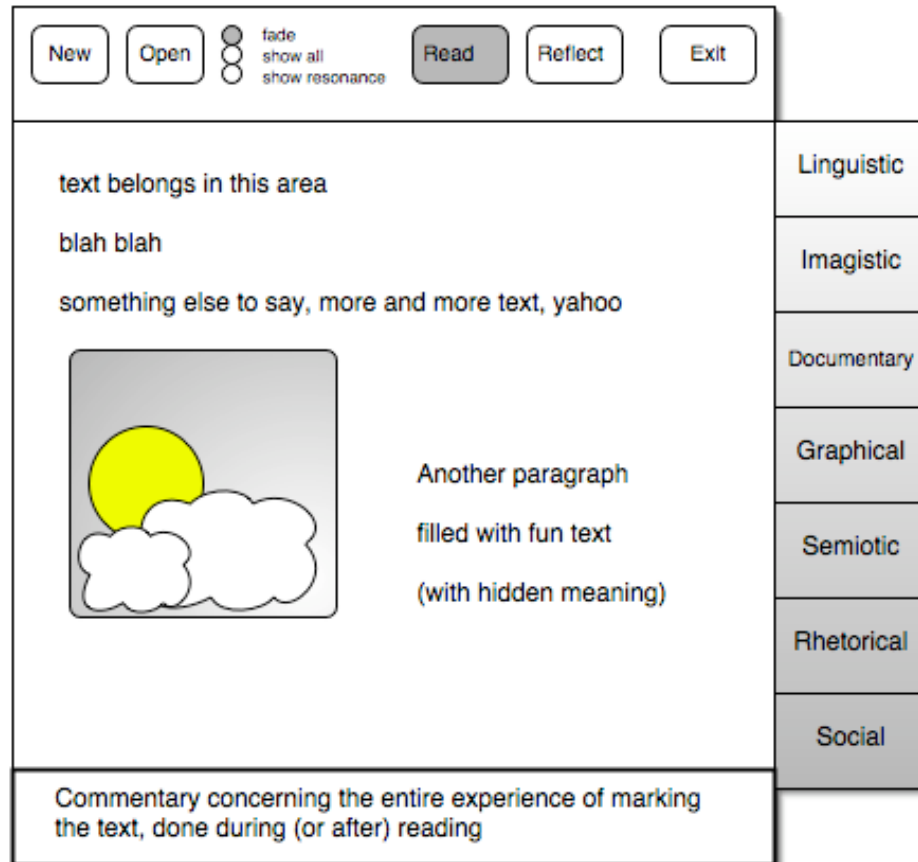 New
Open
fade
show all
show resonance
Read
Reflect
Exit
text belongs in this area
blah blah
something else to say, more and more text, yahoo
Another paragraph
filled with fun text
(with hidden meaning)
Linguistic
Imagistic
Documentary
Graphical
Semiotic
Rhetorical
Social
Commentary concerning the entire experience of marking
the text, done during (or after) reading